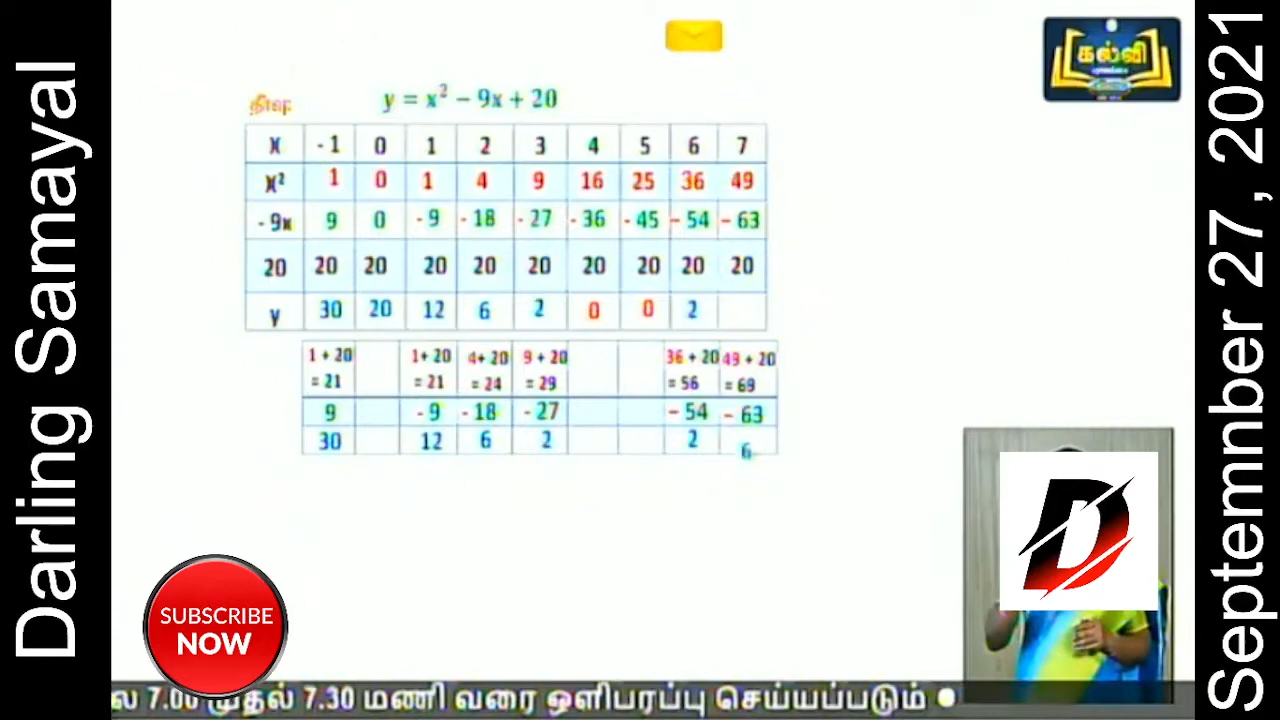 Darling Samayal
கல்வி
y = x² − 9x + 20
x -1 0 1 2 3 4 5 6 7
x² 1 0 1 4 9 16 25 36 49
- 9x 9 0 - 9 - 18 - 27 - 36 - 45 − 54 − 63
20 20 20 20 20 20 20 20 20 20
y 30 20 12 6 2 0 0 2
1 + 20 1+ 20 4+ 20 9 + 20 36 + 20 49 + 20
= 21 = 21 = 24 = 29 = 56 = 69
9 - 9 - 18 - 27 − 54 − 63
30 12 6 2 2 6
D
SUBSCRIBE
NOW
7.00 முதல் 7.30 மணி வரை ஒளிபரப்பு செய்யப்படும் ●
Septemnber 27, 2021